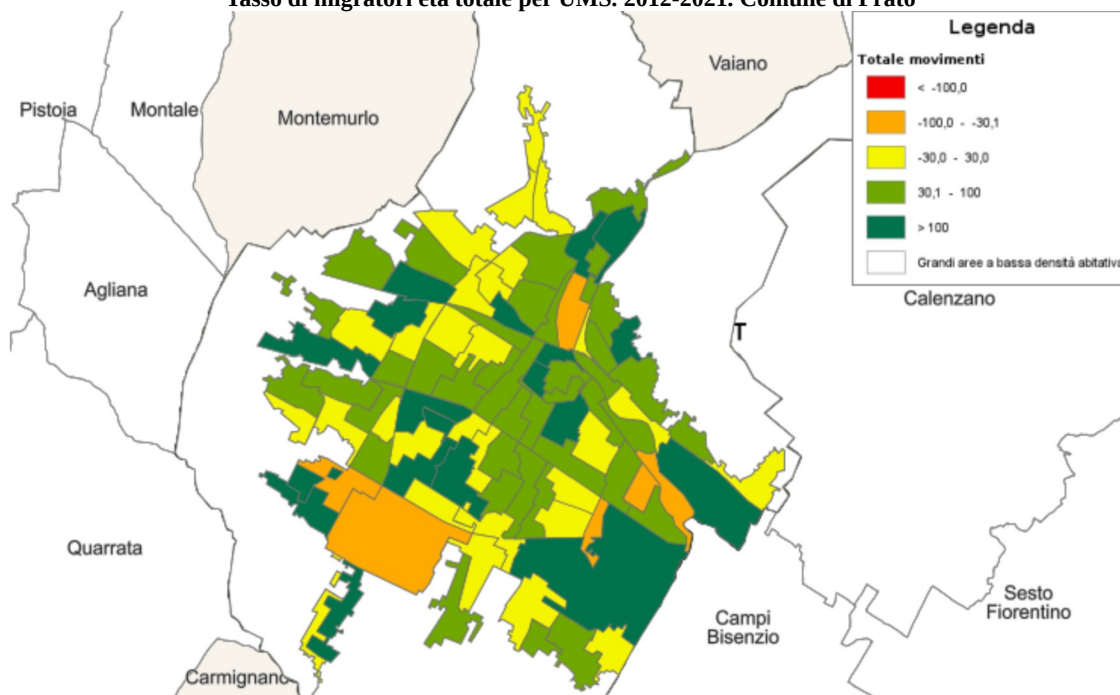 Tasso di migratori età totale per UMS. 2012-2021. Comune di Prato
Legenda
Totale movimenti
< -100,0
-100,0 - -30,1
-30,0 - 30,0
30,1 - 100
> 100
Grandi aree a bassa densità abitativa
Vaiano
Pistoia
Montale
Montemurlo
Agliana
Calenzano
T
Quarrata
Campi
Bisenzio
Sesto
Fiorentino
Carmignano